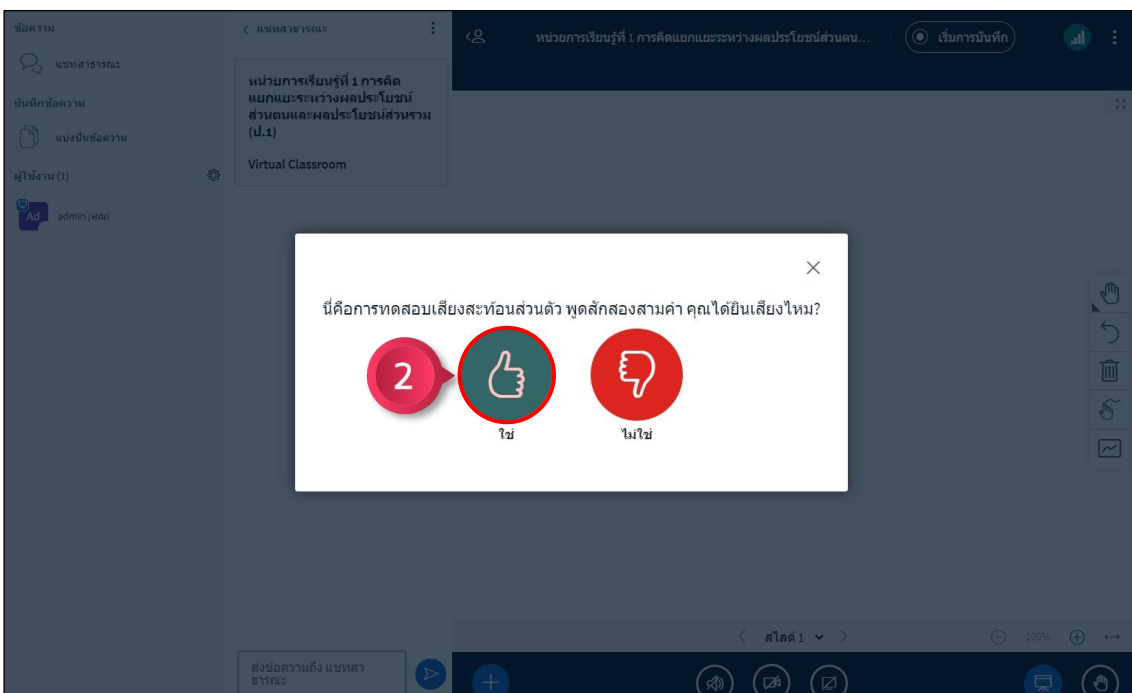 ข้อความ
แชทสาธารณะ
บันทึกข้อความ
แบ่งปันข้อความ
ผู้ใช้งาน (1)
Ad
admin (คุณ)
แชทสาธารณะ
หน่วยการเรียนรู้ที่ 1 การคิด
แยกแยะระหว่างผลประโยชน์
ส่วนตนและผลประโยชน์ส่วนรวม
(ป.1)
Virtual Classroom
ส่งข้อความถึง แชทสา
ธารณะ
หน่วยการเรียนรู้ที่ 1 การคิดแยกแยะระหว่างผลประโยชน์ส่วนตน...
เริ่มการบันทึก
นี่คือการทดสอบเสียงสะท้อนส่วนตัว พูดสักสองสามคำ คุณได้ยินเสียงไหม?
2
ใช่
ไม่ใช่
สไลด์ 1
100%